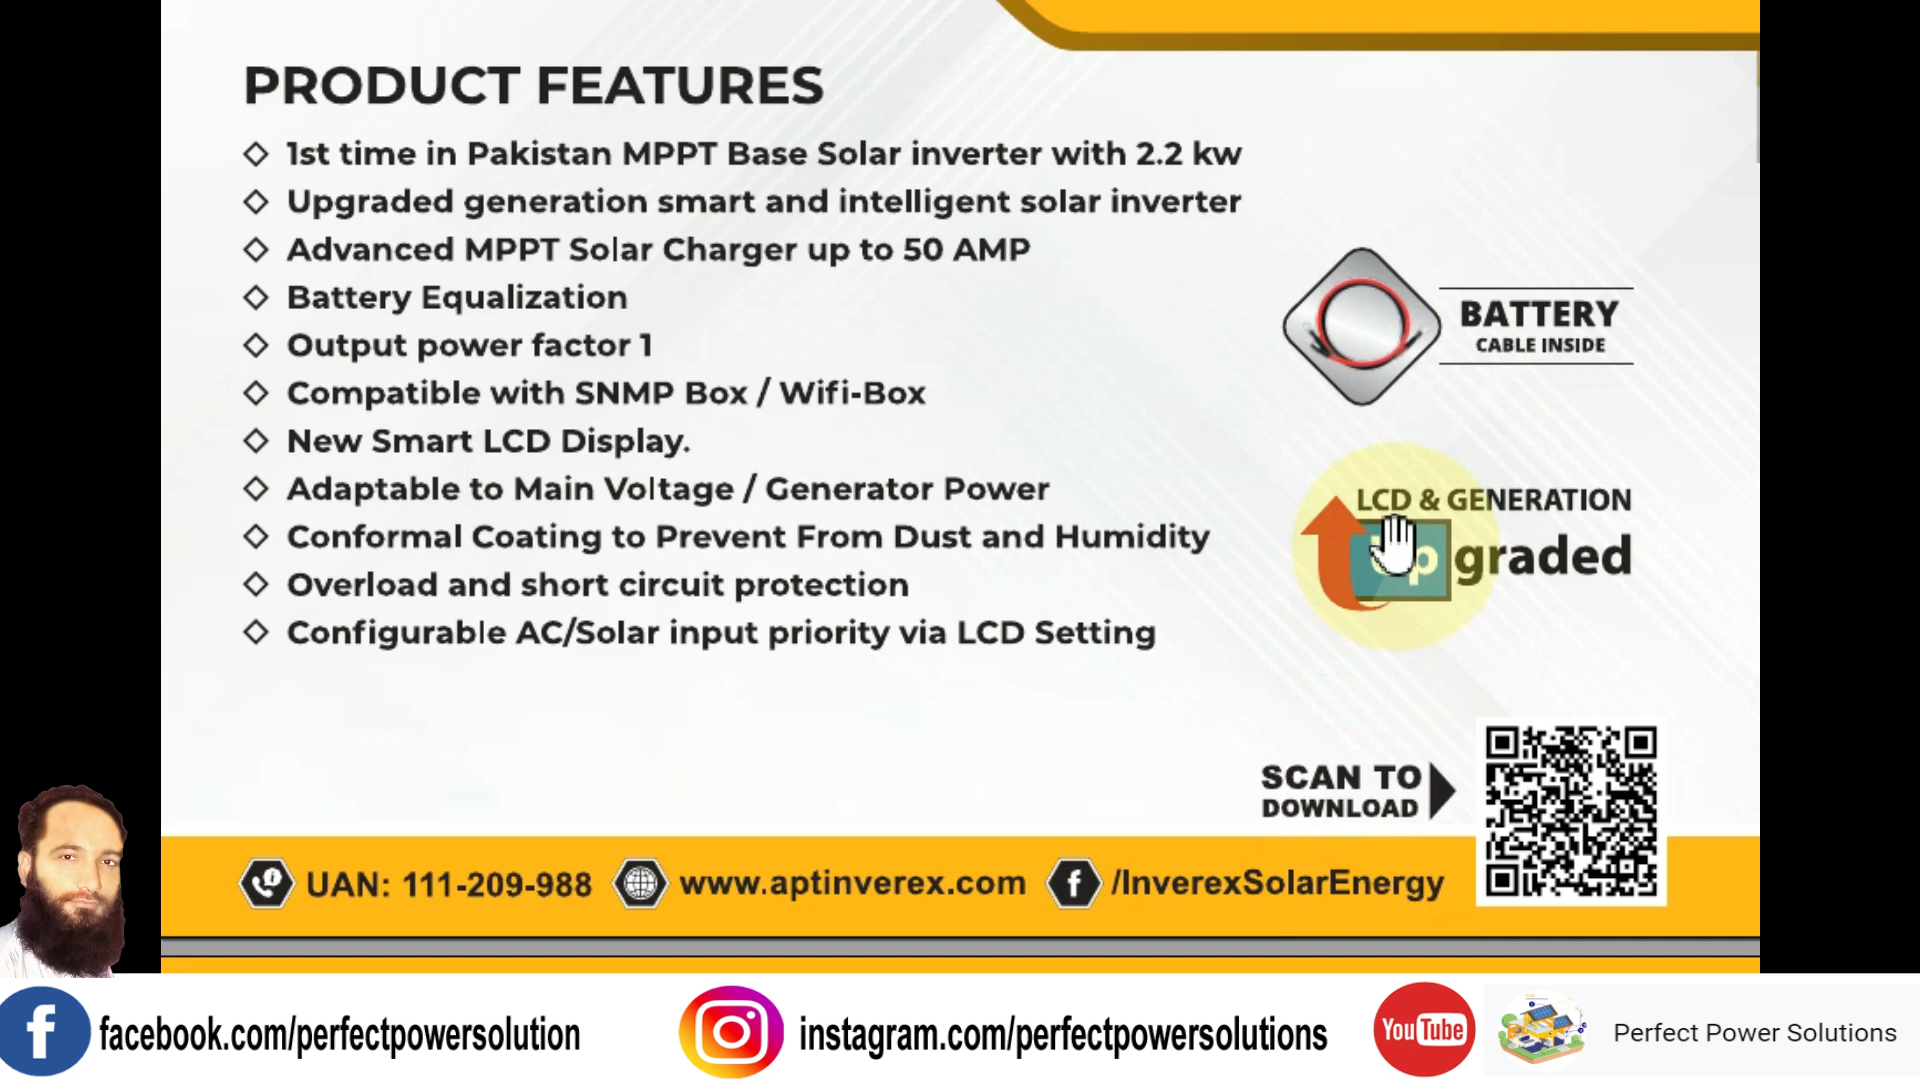 PRODUCT FEATURES
1st time in Pakistan MPPT Base Solar inverter with 2.2 kw
Upgraded generation smart and intelligent solar inverter
Advanced MPPT Solar Charger up to 50 AMP
Battery Equalization
Output power factor 1
Compatible with SNMP Box / Wifi-Box
New Smart LCD Display.
Adaptable to Main Voltage / Generator Power
Conformal Coating to Prevent From Dust and Humidity
Overload and short circuit protection
Configurable AC/Solar input priority via LCD Setting
BATTERY
CABLE INSIDE
LCD & GENERATION
Upgraded
SCAN TO
DOWNLOAD
UAN: 111-209-988 www.aptinverex.com /InverexSolarEnergy
facebook.com/perfectpowersolution instagram.com/perfectpowersolutions YouTube Perfect Power Solutions